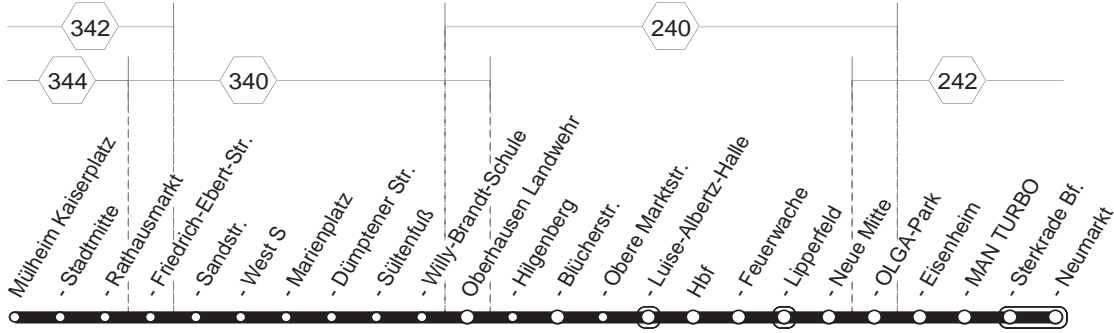 342
240
344
340
242
Mülheim Kaiserplatz
- Stadtmitte
- Rathausmarkt
- Friedrich-Ebert-Str.
- Sandstr.
- West S
- Marienplatz
- Dümptener Str.
- Sültenfuß
- Willy-Brandt-Schule
Oberhausen Landwehr
- Hilgenberg
- Blücherstr.
- Obere Marktstr.
- Luise-Albertz-Halle
Hbf
- Feuerwache
- Lipperfeld
- Neue Mitte
- OLGA-Park
- Eisenheim
- MAN TURBO
- Sterkrade Bf.
- Neumarkt